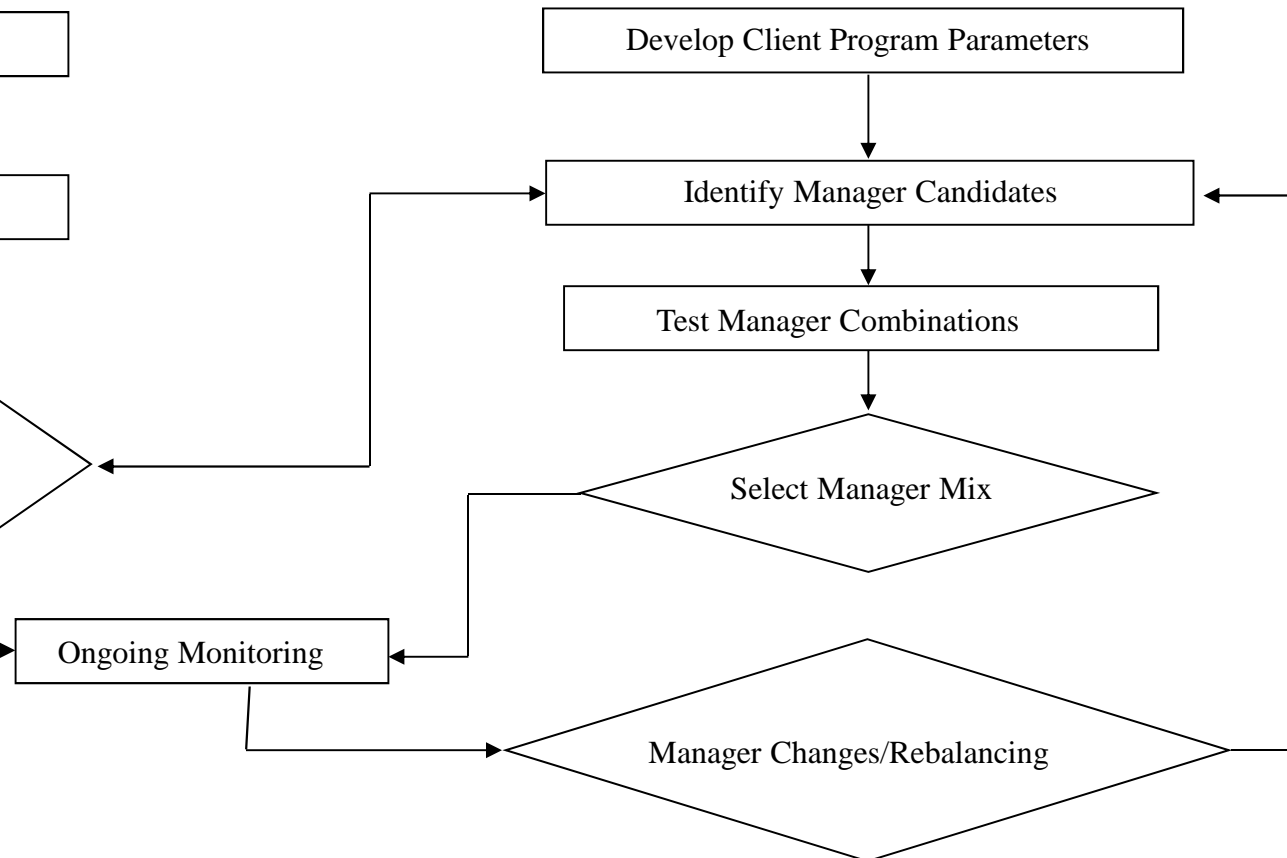 Develop Client Program Parameters
Identify Manager Candidates
Test Manager Combinations
Select Manager Mix
Ongoing Monitoring
Manager Changes/Rebalancing